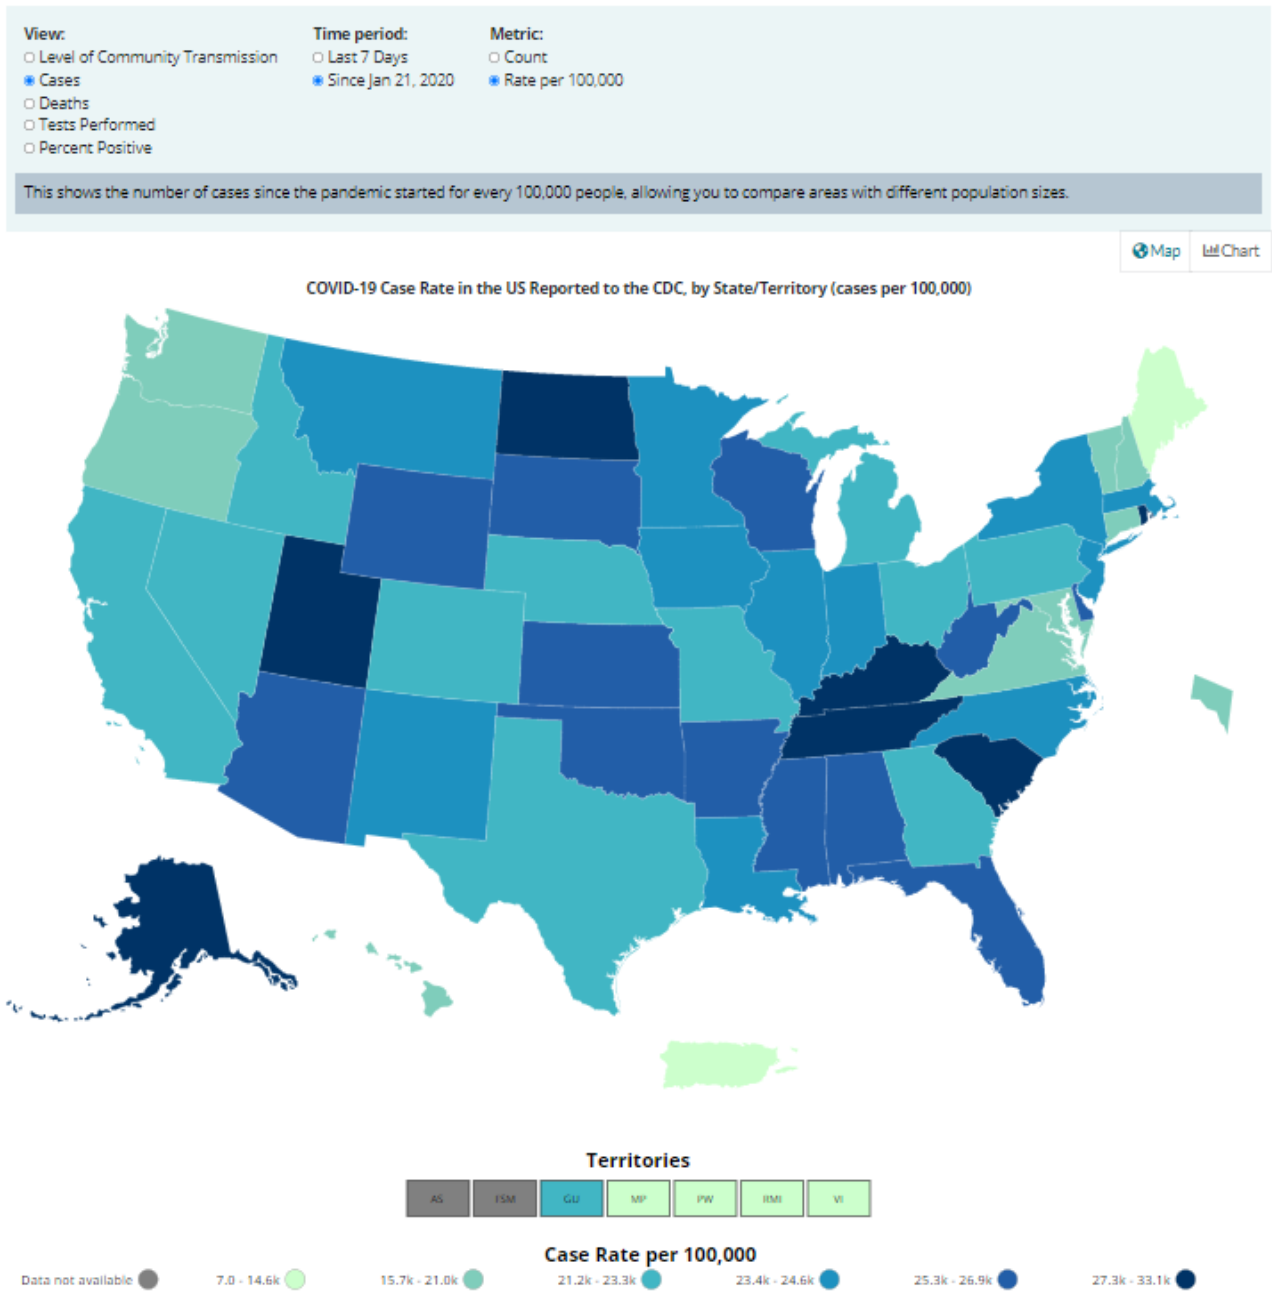 View: Time period: Metric:
Level of Community Transmission Last 7 Days Count
Cases Since Jan 21, 2020 Rate per 100,000
Deaths
Tests Performed
Percent Positive
This shows the number of cases since the pandemic started for every 100,000 people, allowing you to compare areas with different population sizes.
Map Chart
COVID-19 Case Rate in the US Reported to the CDC, by State/Territory (cases per 100,000)
Territories
AS FSM GU MP PW RMI VI
Case Rate per 100,000
Data not available 7.0 - 14.6k 15.7k - 21.0k 21.2k - 23.3k 23.4k - 24.6k 25.3k - 26.9k 27.3k - 33.1k